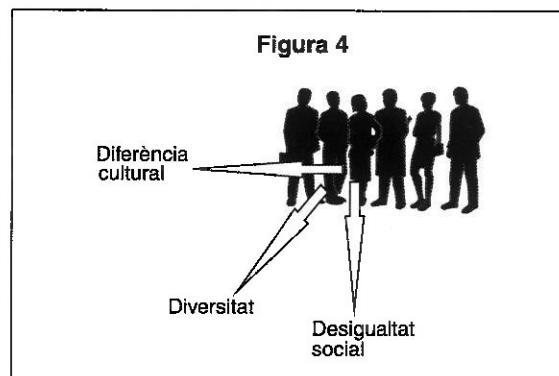 Figura 4
Diferència
cultural
Diversitat
Desigualtat
social